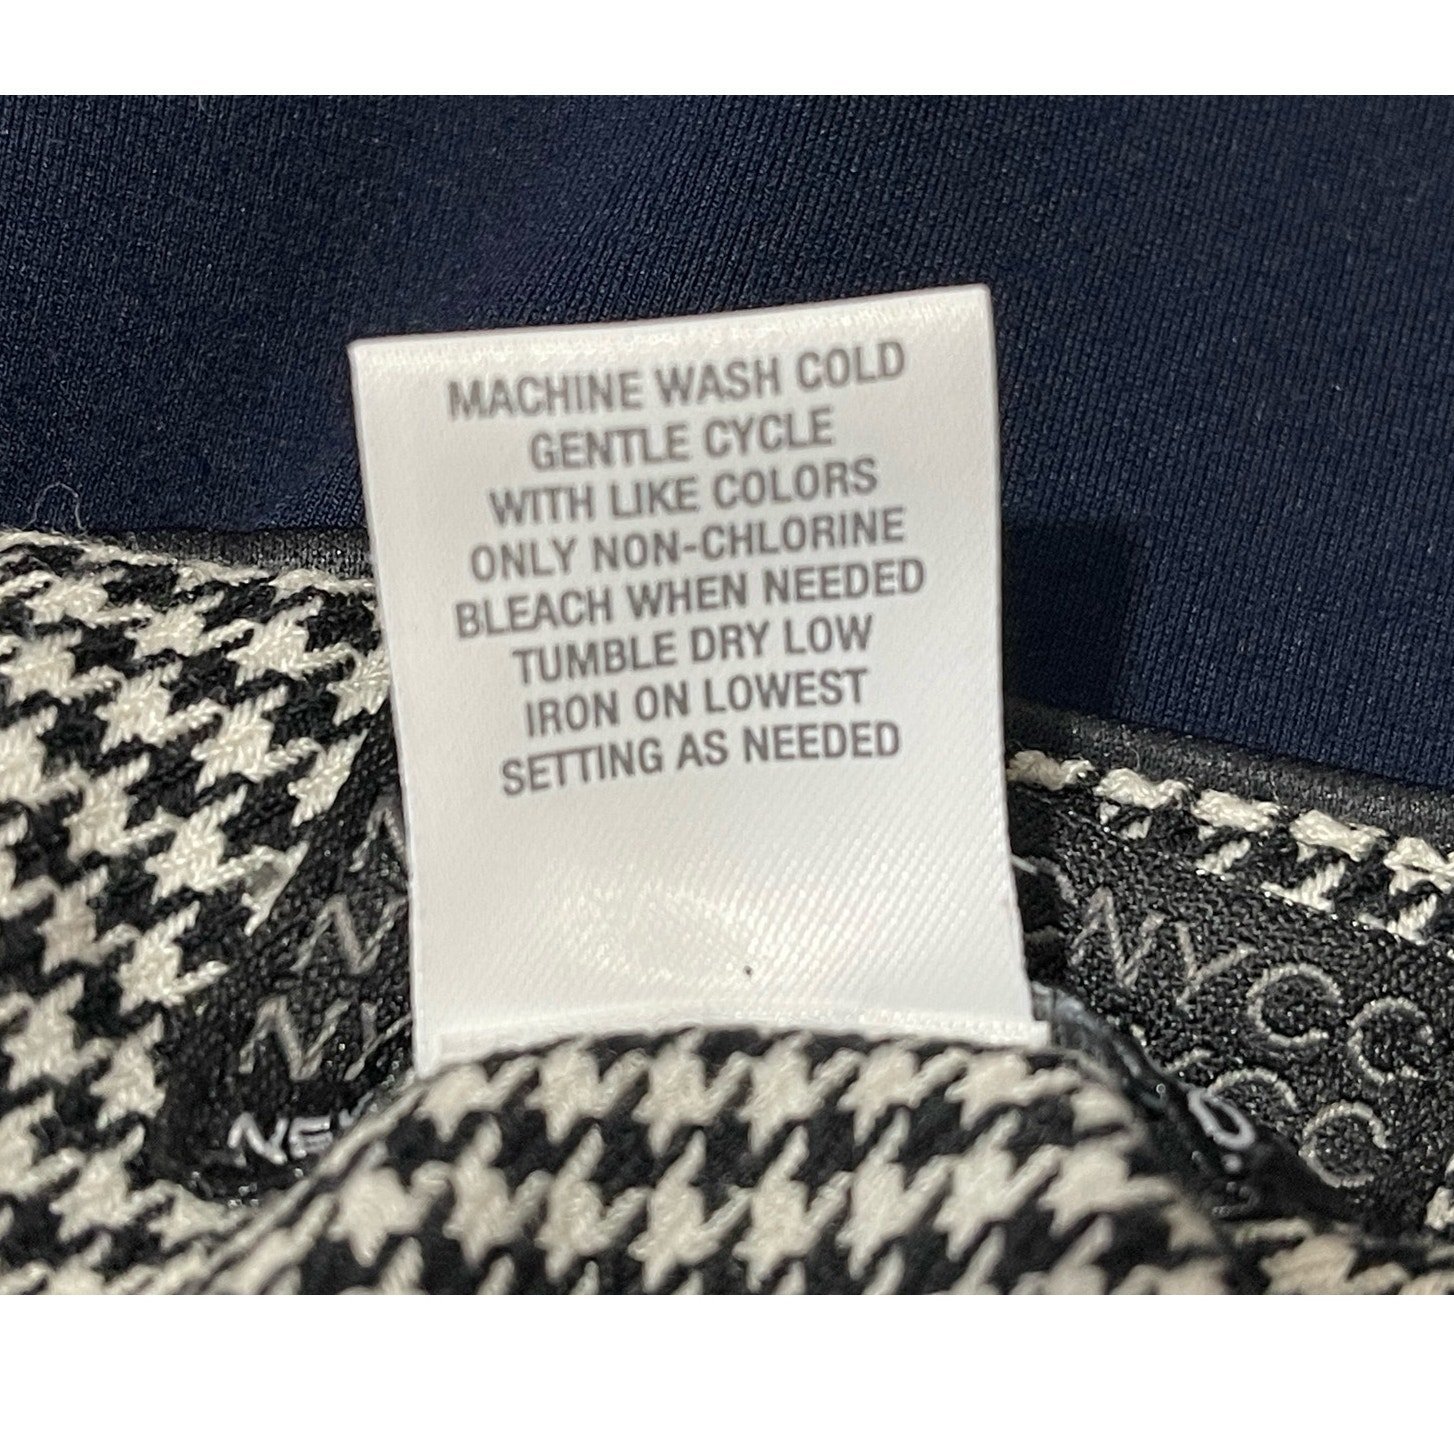 MACHINE WASH COLD
GENTLE CYCLE
WITH LIKE COLORS
ONLY NON-CHLORINE
BLEACH WHEN NEEDED
TUMBLE DRY LOW
IRON ON LOWEST
SETTING AS NEEDED
NYCC